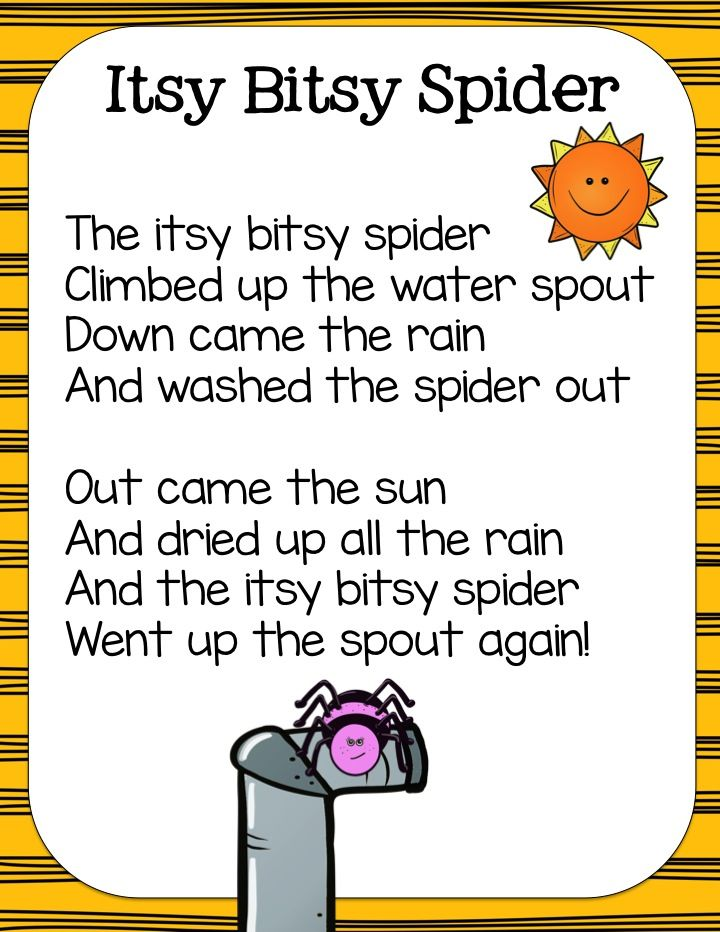 Itsy Bitsy Spider
The itsy bitsy spider
Climbed up the water spout
Down came the rain
And washed the spider out
Out came the sun
And dried up all the rain
And the itsy bitsy spider
Went up the spout again!